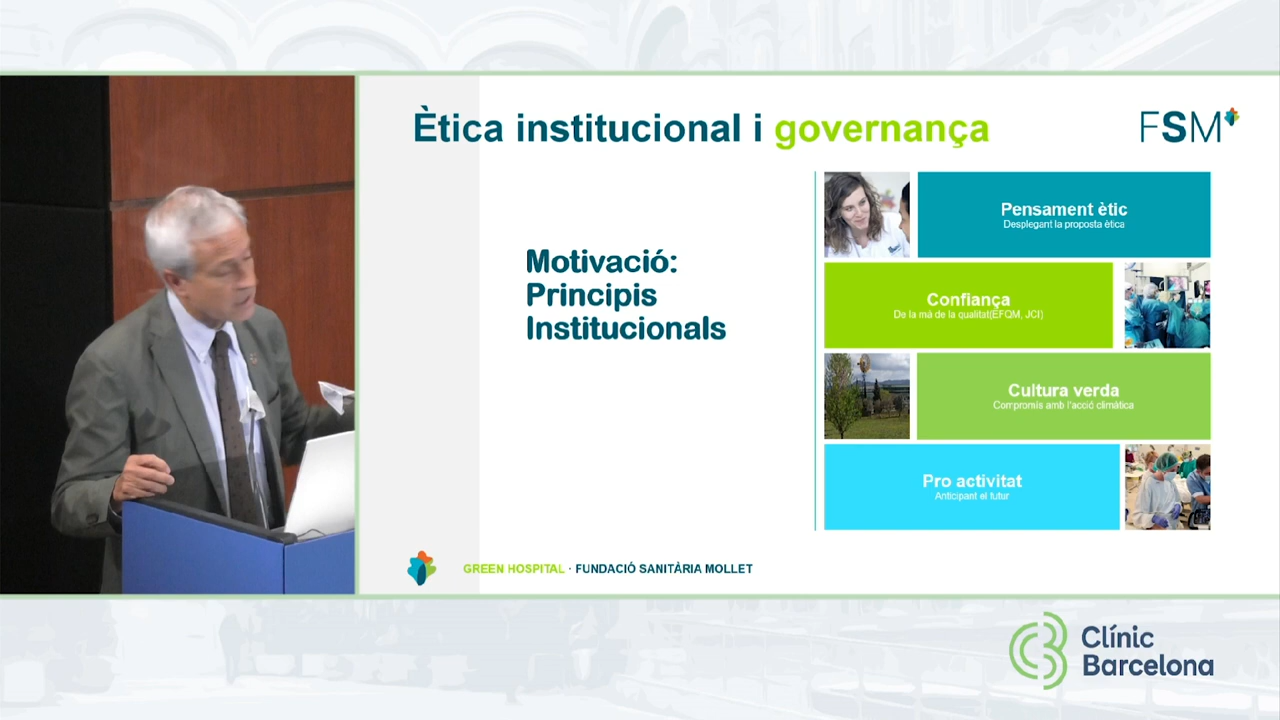 Ètica institucional i governança
FSM
Motivació:
Principis
Institucionals
Pensament ètic
Desplegant la proposta ètica
Confiança
De la mà de la qualitat(EFQM, JCI)
Cultura verda
Compromís amb l'acció climàtica
Pro activitat
Anticipant el futur
GREEN HOSPITAL · FUNDACIÓ SANITÀRIA MOLLET
Clínic
Barcelona